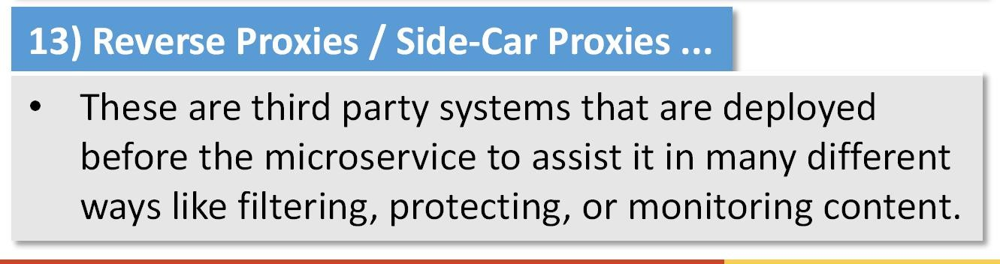 13) Reverse Proxies / Side-Car Proxies ...
• These are third party systems that are deployed
before the microservice to assist it in many different
ways like filtering, protecting, or monitoring content.